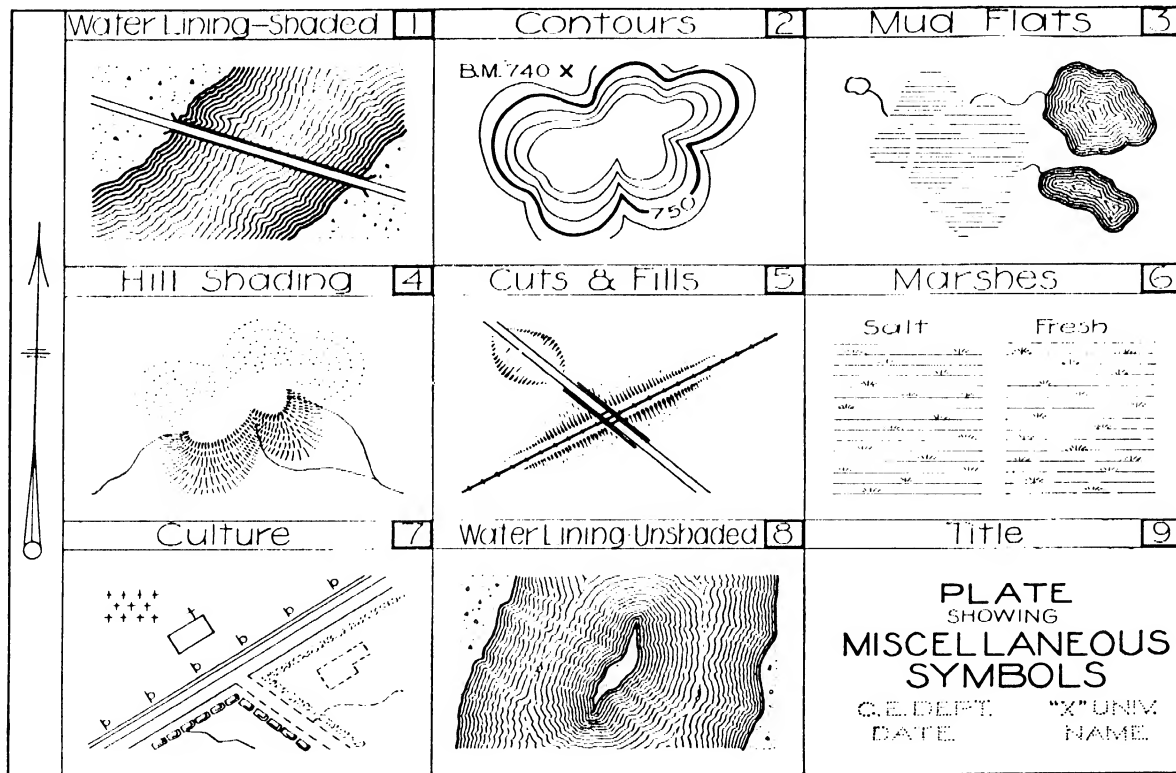 Water Lining-Shaded 1
Contours 2
Mud Flats 3
B.M. 740 X
750
Hill Shading 4
Cuts & Fills 5
Marshes 6
Salt Fresh
Culture 7
Water Lining-Unshaded 8
Title 9
b b b b b b
PLATE
SHOWING
MISCELLANEOUS
SYMBOLS
C.E. DEPT. "X" UNIV.
DATE NAME